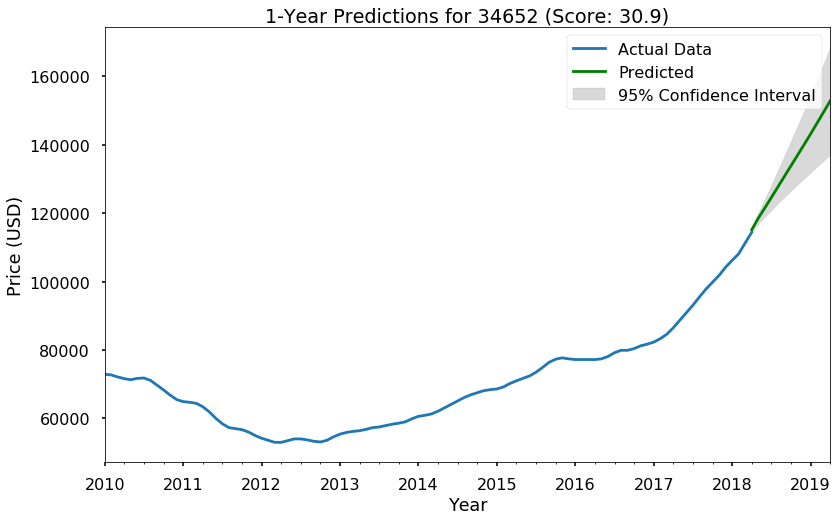 1-Year Predictions for 34652 (Score: 30.9)
Actual Data
Predicted
95% Confidence Interval
Price (USD)
160000
140000
120000
100000
80000
60000
2010 2011 2012 2013 2014 2015 2016 2017 2018 2019
Year